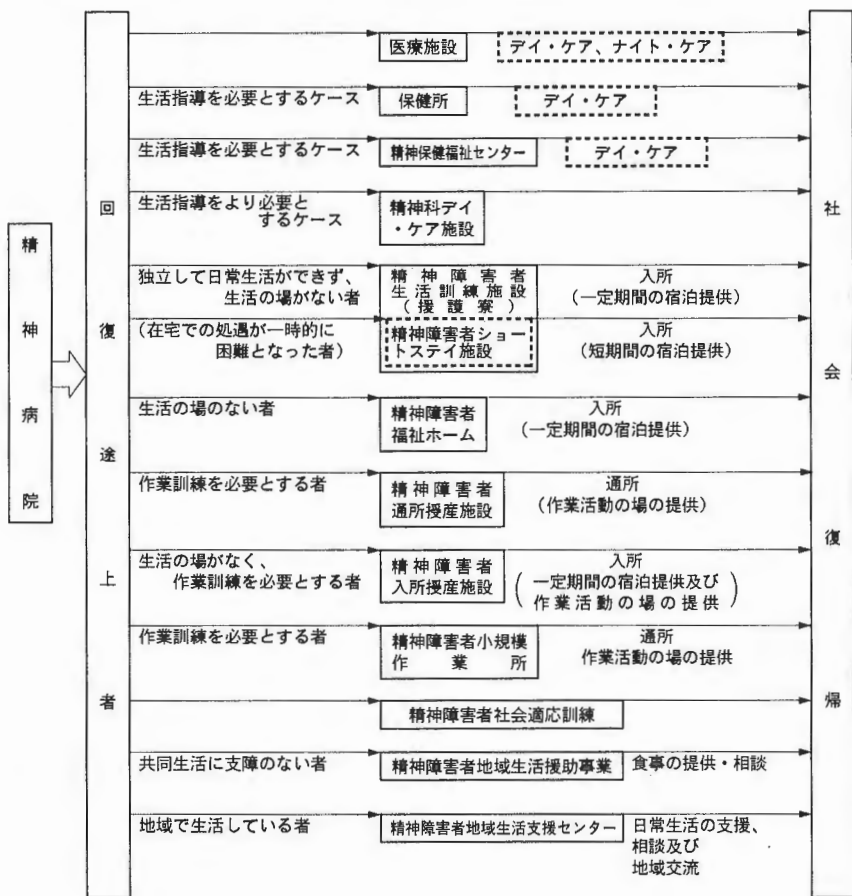 精神病院
回復途上者
医療施設
デイ・ケア、ナイト・ケア
生活指導を必要とするケース
保健所
デイ・ケア
生活指導を必要とするケース
精神保健福祉センター
デイ・ケア
生活指導をより必要と
するケース
精神科デイ
・ケア施設
独立して日常生活ができず、
生活の場がない者
精神障害者
生活訓練施設
(援護寮)
入所
(一定期間の宿泊提供)
(在宅での処遇が一時的に
困難となった者)
精神障害者ショー
トステイ施設
入所
(短期間の宿泊提供)
生活の場のない者
精神障害者
福祉ホーム
入所
(一定期間の宿泊提供)
作業訓練を必要とする者
精神障害者
通所授産施設
通所
(作業活動の場の提供)
生活の場がなく、
作業訓練を必要とする者
精神障害者
入所授産施設
入所
(一定期間の宿泊提供及び
作業活動の場の提供)
作業訓練を必要とする者
精神障害者小規模
作業所
通所
作業活動の場の提供
精神障害者社会適応訓練
共同生活に支障のない者
精神障害者地域生活援助事業
食事の提供・相談
地域で生活している者
精神障害者地域生活支援センター
日常生活の支援、
相談及び
地域交流
社会復帰